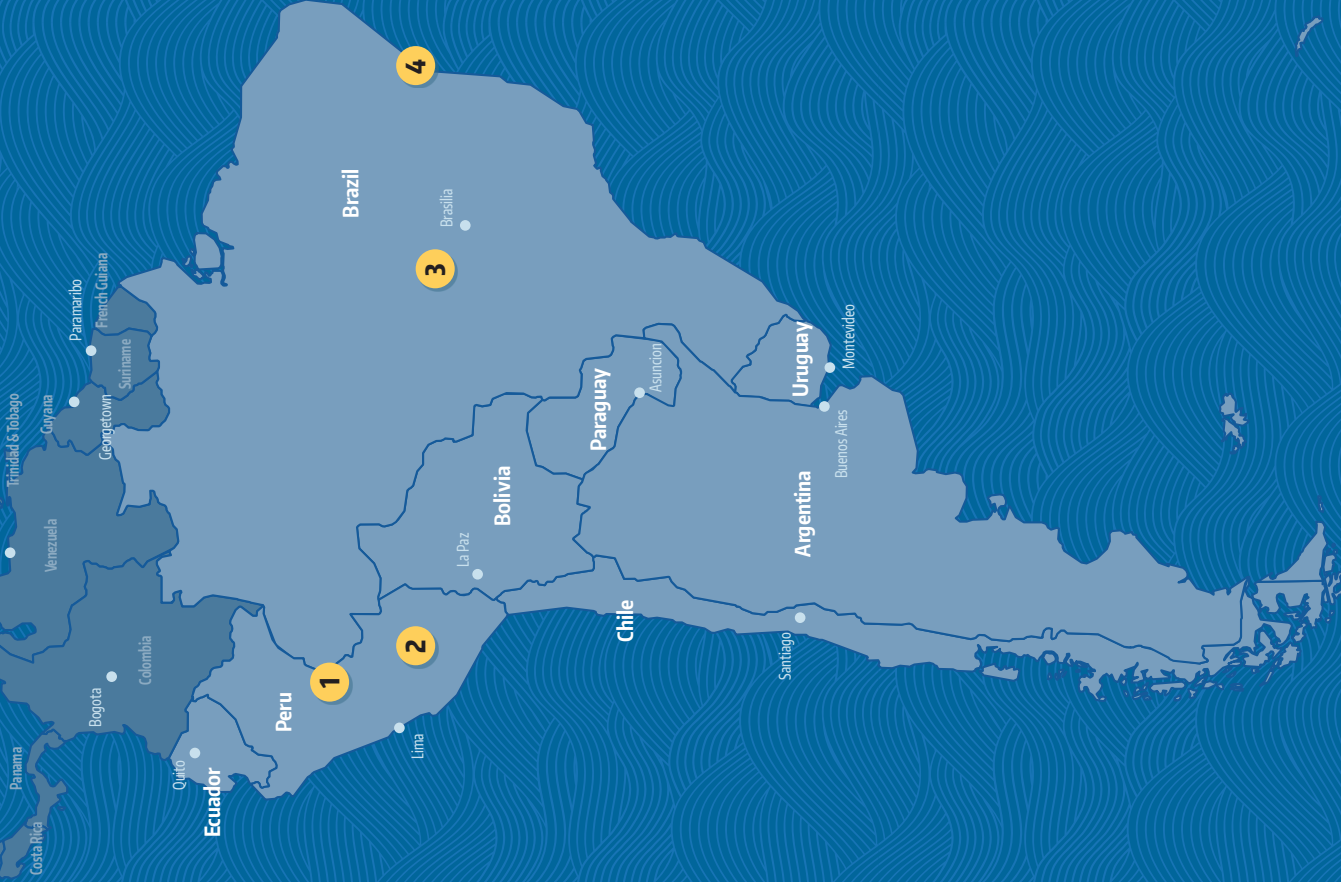 Panama
Trinidad & Tobago
Costa Rica
Venezuela
Guyana
Paramaribo
Bogota
French Guiana
Georgetown
Suriname
Colombia
Quito
Ecuador
Peru
1
Brazil
2
4
Lima
3
Brasilia
La Paz
Bolivia
Paraguay
Chile
Asuncion
Santiago
Argentina
Uruguay
Buenos Aires
Montevideo